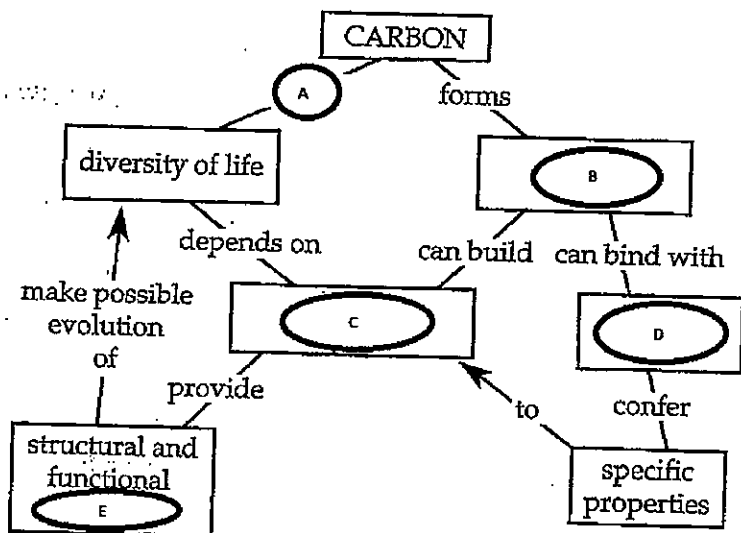 CARBON
A
forms
diversity of life
B
depends on
can build
can bind with
make possible
evolution
of
C
D
provide
to
confer
structural and
functional
E
specific
properties